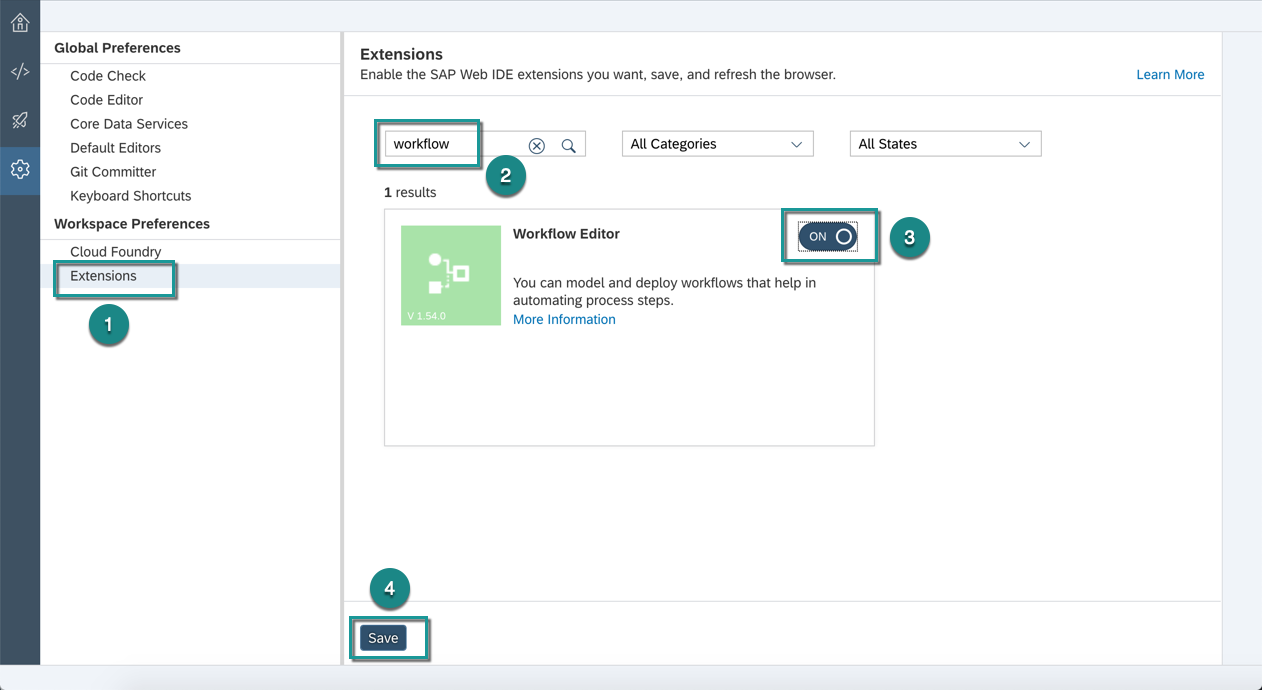 Global Preferences
Code Check
Code Editor
Core Data Services
Default Editors
Git Committer
Keyboard Shortcuts
Workspace Preferences
Cloud Foundry
Extensions
1
Extensions
Enable the SAP Web IDE extensions you want, save, and refresh the browser.
Learn More
workflow
2
All Categories
All States
1 results
Workflow Editor
ON
3
You can model and deploy workflows that help in
automating process steps.
More Information
V 1.54.0
4
Save